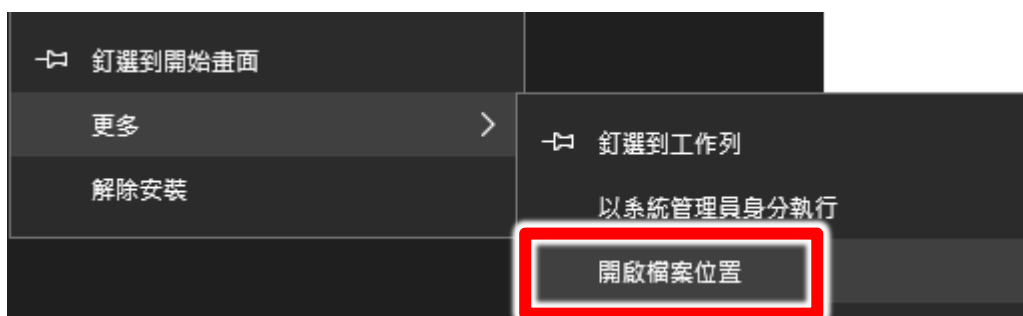 釘選到開始畫面
更多
解除安裝
釘選到工作列
以系統管理員身分執行
開啟檔案位置